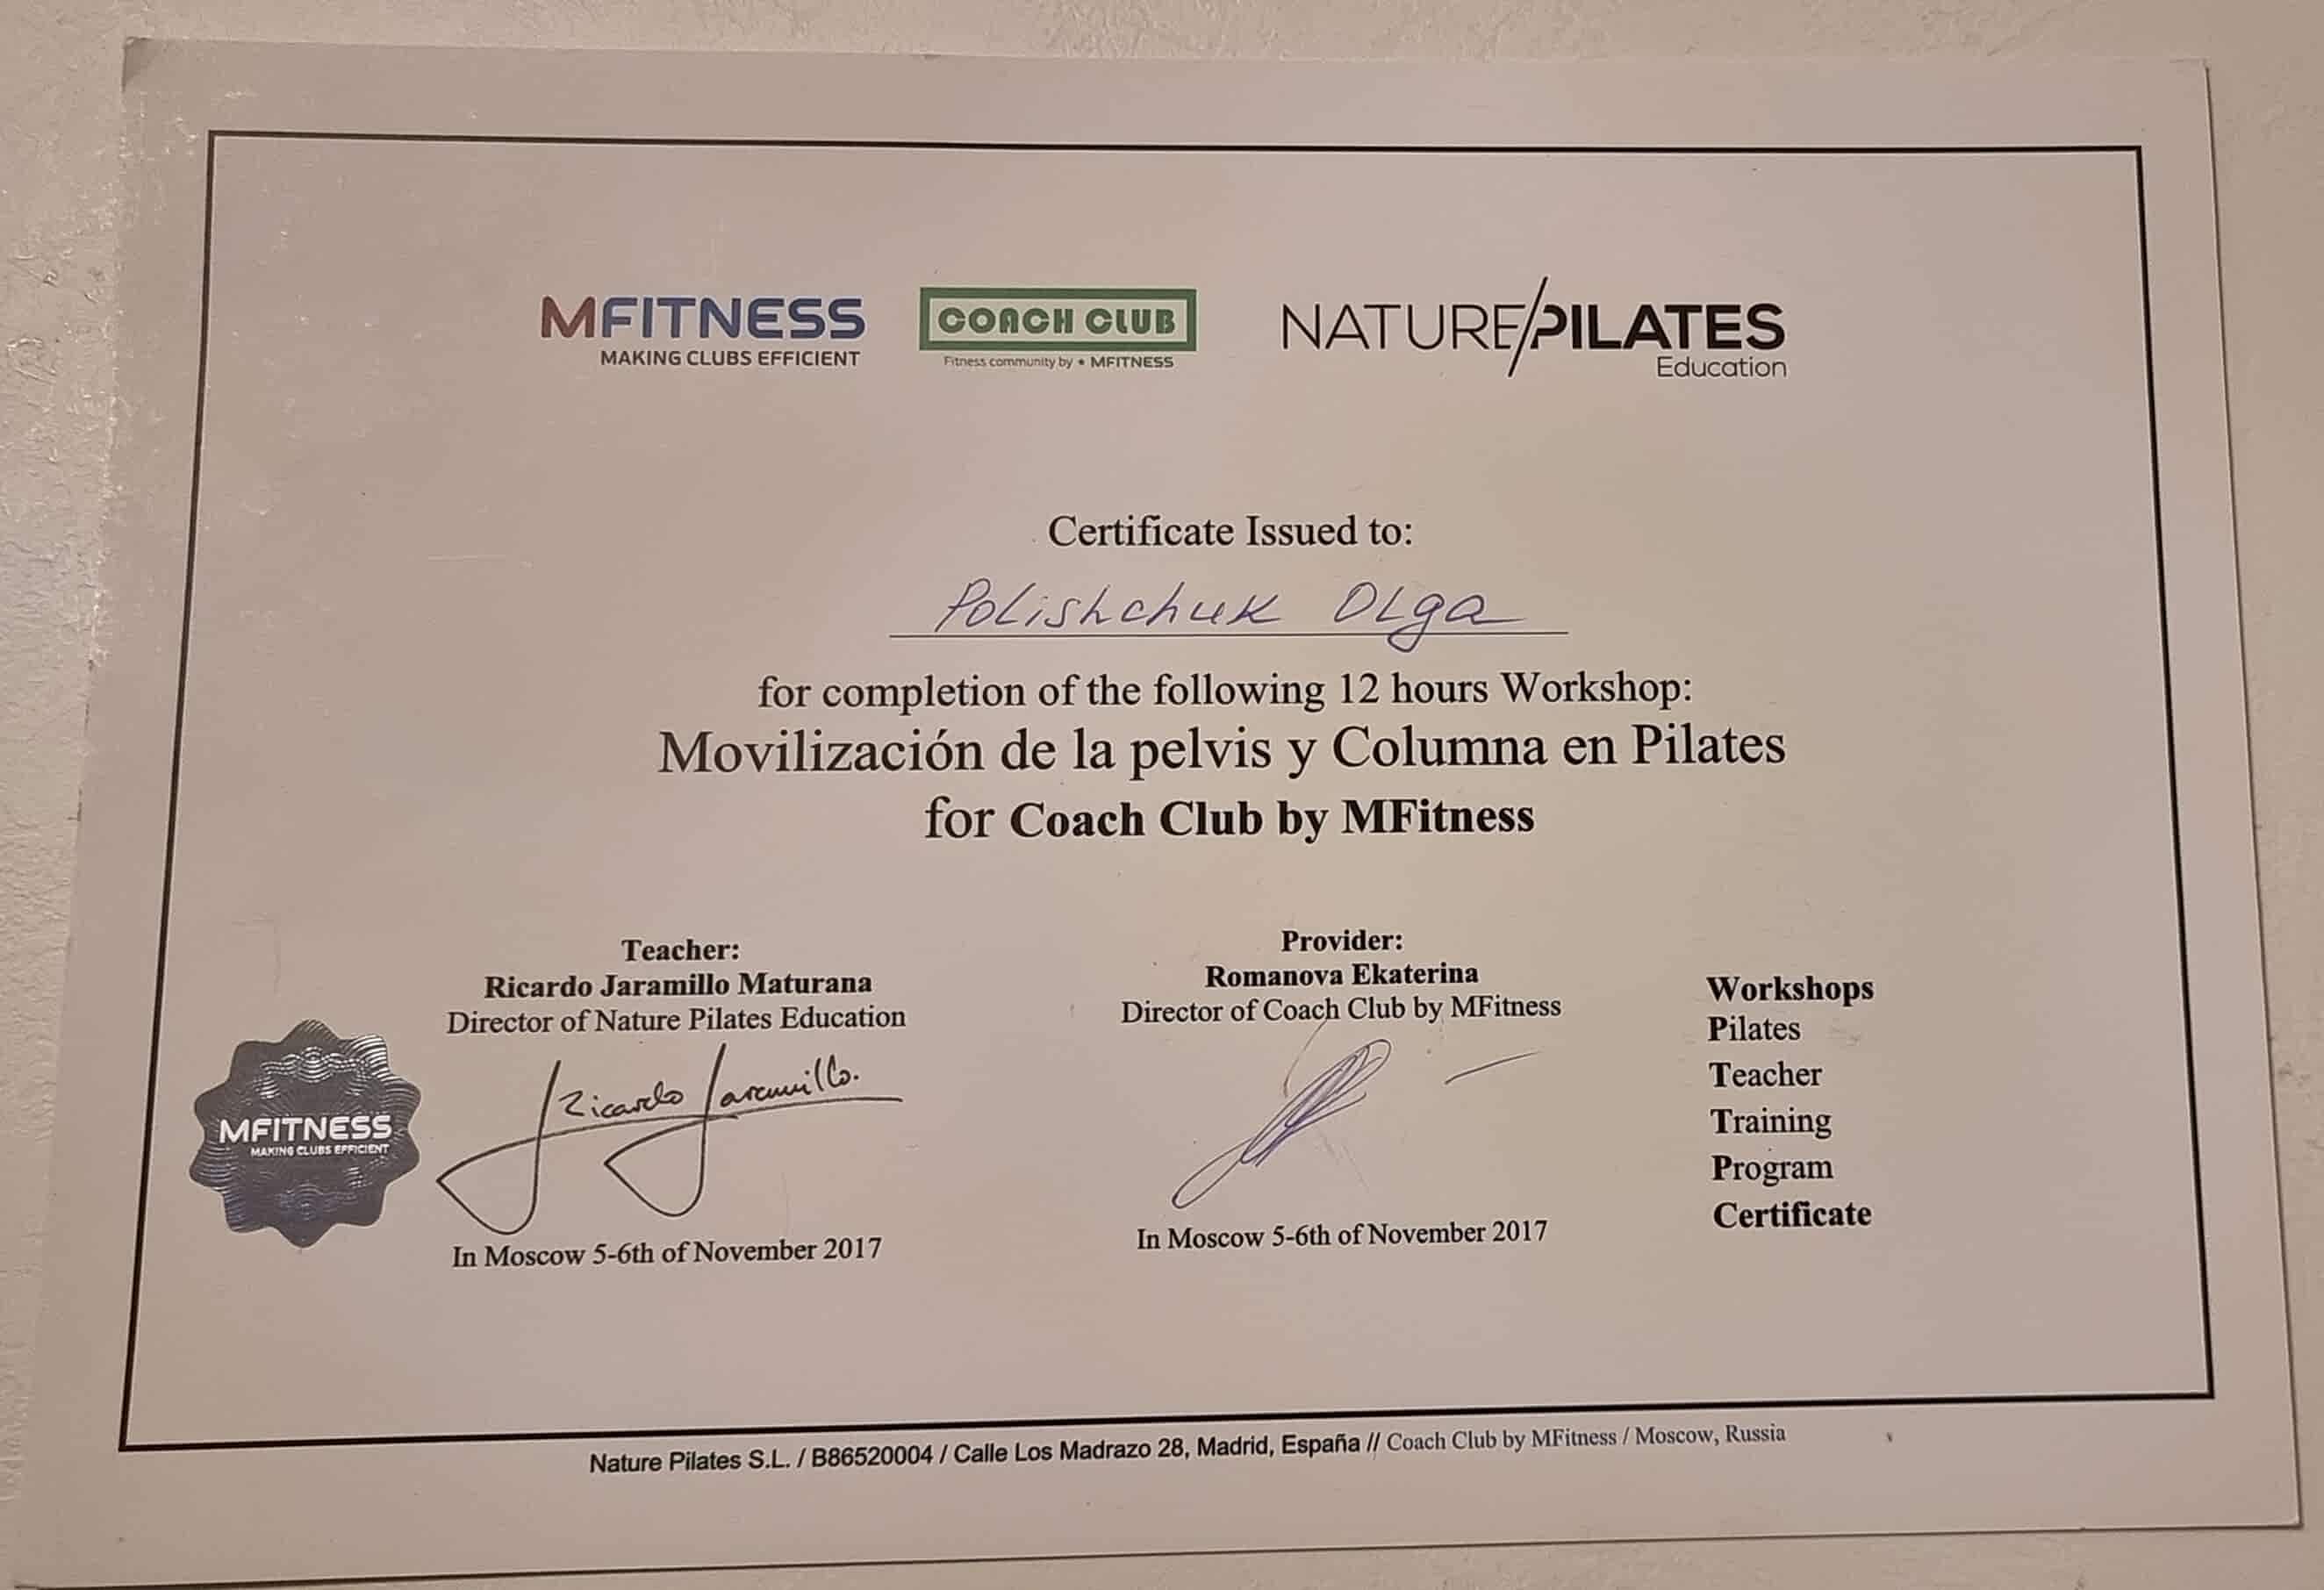 MFITNESS
MAKING CLUBS EFFICIENT
COACH CLUB
Fitness community by • MFITNESS
NATURE/PILATES
Education
Certificate Issued to:
Polishchuk Olga
for completion of the following 12 hours Workshop:
Movilización de la pelvis y Columna en Pilates
for Coach Club by MFitness
Teacher:
Ricardo Jaramillo Maturana
Director of Nature Pilates Education
Ricardo Jaramillo.
In Moscow 5-6th of November 2017
Provider:
Romanova Ekaterina
Director of Coach Club by MFitness
In Moscow 5-6th of November 2017
Workshops
Pilates
Teacher
Training
Program
Certificate
MFITNESS
MAKING CLUBS EFFICIENT
Nature Pilates S.L. / B86520004 / Calle Los Madrazo 28, Madrid, España // Coach Club by MFitness / Moscow, Russia